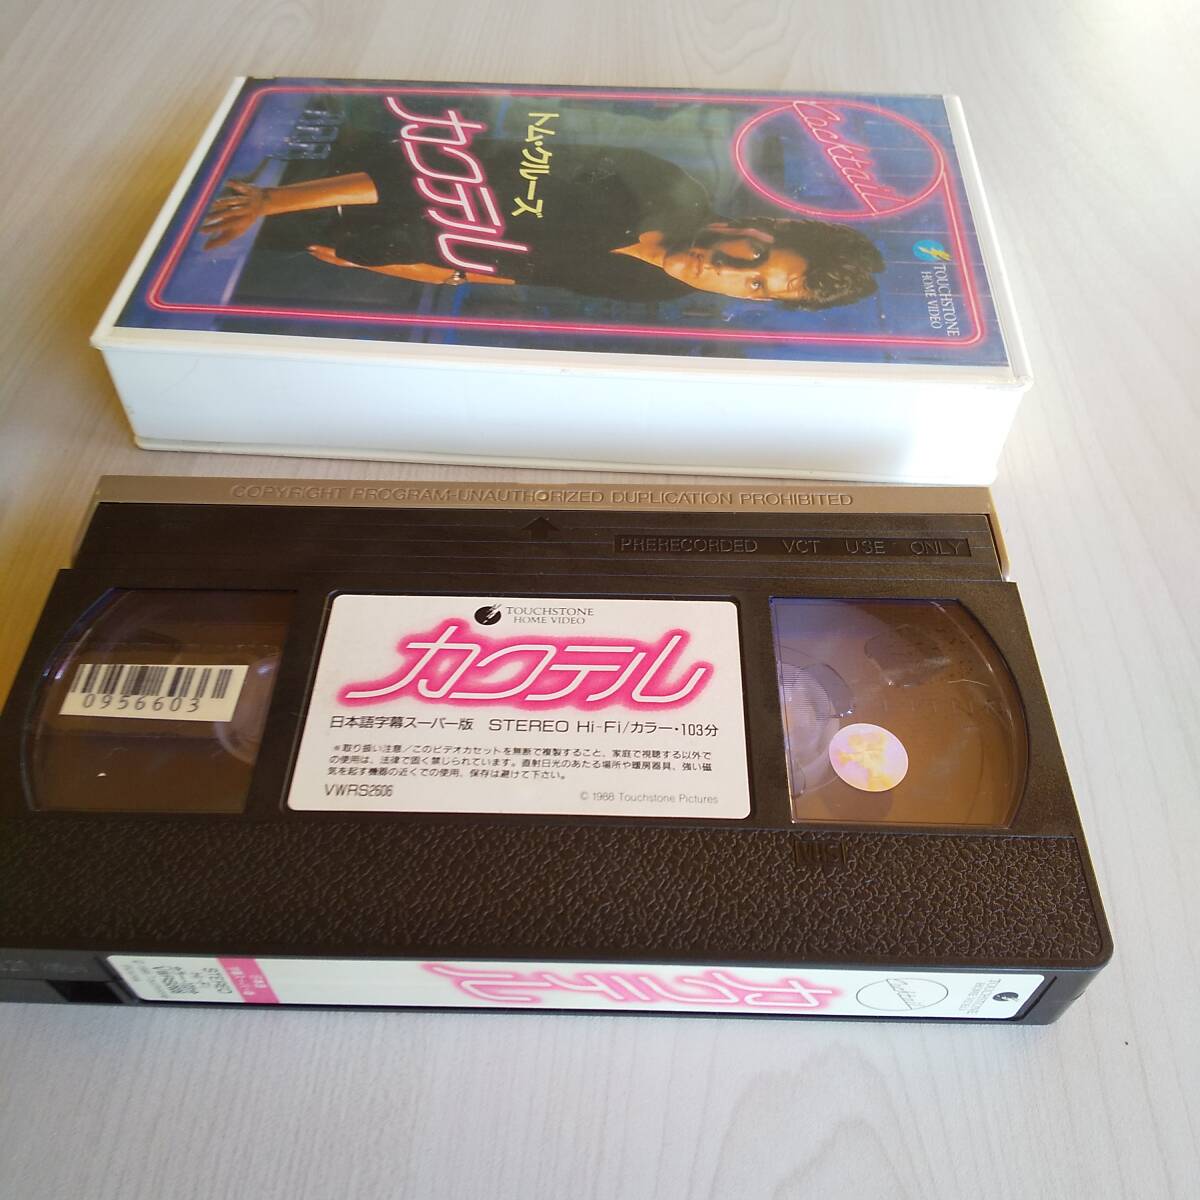 Cocktail
トム・クルーズ
カクテル
TOUCHSTONE
HOME VIDEO
COPYRIGHT PROGRAM-UNAUTHORIZED DUPLICATION PROHIBITED
PRERECORDED VCT USE ONLY
TOUCHSTONE
HOME VIDEO
カクテル
日本語字幕スーパー版 STEREO Hi-Fi/カラー・103分
※取り扱い注意/このビデオカセットを無断で複製すること、家庭で視聴する以外で
の使用は、法律で固く禁じられています。直射日光のあたる場所や暖房器具、強い磁
気を起す機器の近くでの使用、保存は避けて下さい。
VWRS2606
© 1988 Touchstone Pictures
0956603
VHS
カクテル
Cocktail
TOUCHSTONE
HOME VIDEO
STEREO